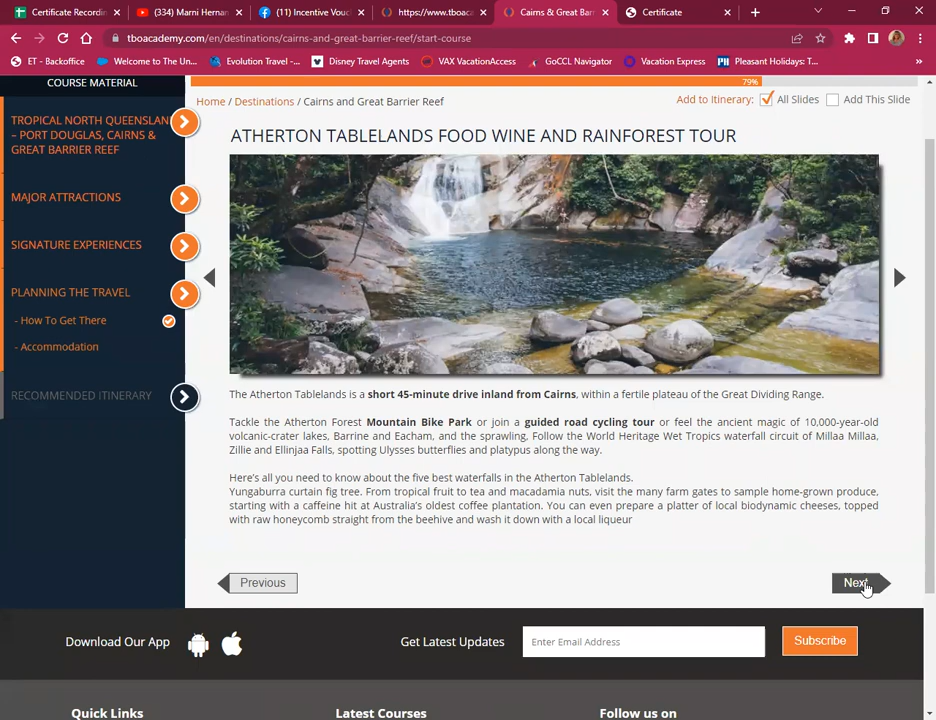 Certificate Recordin
(334) Marni Hernan
(11) Incentive Vouc
https://www.tboac
Cairns & Great Bar
Certificate
tboacademy.com/en/destinations/cairns-and-great-barrier-reef/start-course
ET - Backoffice
Welcome to The Un...
Evolution Travel -...
Disney Travel Agents
VAX VacationAccess
GoCCL Navigator
Vacation Express
Pleasant Holidays: T...
COURSE MATERIAL
79%
Home / Destinations / Cairns and Great Barrier Reef
Add to Itinerary: All Slides Add This Slide
TROPICAL NORTH QUEENSLAN
– PORT DOUGLAS, CAIRNS &
GREAT BARRIER REEF
MAJOR ATTRACTIONS
SIGNATURE EXPERIENCES
PLANNING THE TRAVEL
- How To Get There
- Accommodation
RECOMMENDED ITINERARY
ATHERTON TABLELANDS FOOD WINE AND RAINFOREST TOUR
The Atherton Tablelands is a short 45-minute drive inland from Cairns, within a fertile plateau of the Great Dividing Range.
Tackle the Atherton Forest Mountain Bike Park or join a guided road cycling tour or feel the ancient magic of 10,000-year-old
volcanic-crater lakes, Barrine and Eacham, and the sprawling, Follow the World Heritage Wet Tropics waterfall circuit of Millaa Millaa,
Zillie and Ellinjaa Falls, spotting Ulysses butterflies and platypus along the way.
Here's all you need to know about the five best waterfalls in the Atherton Tablelands.
Yungaburra curtain fig tree. From tropical fruit to tea and macadamia nuts, visit the many farm gates to sample home-grown produce,
starting with a caffeine hit at Australia's oldest coffee plantation. You can even prepare a platter of local biodynamic cheeses, topped
with raw honeycomb straight from the beehive and wash it down with a local liqueur
Previous
Next
Download Our App
Get Latest Updates
Enter Email Address
Subscribe
Quick Links
Latest Courses
Follow us on